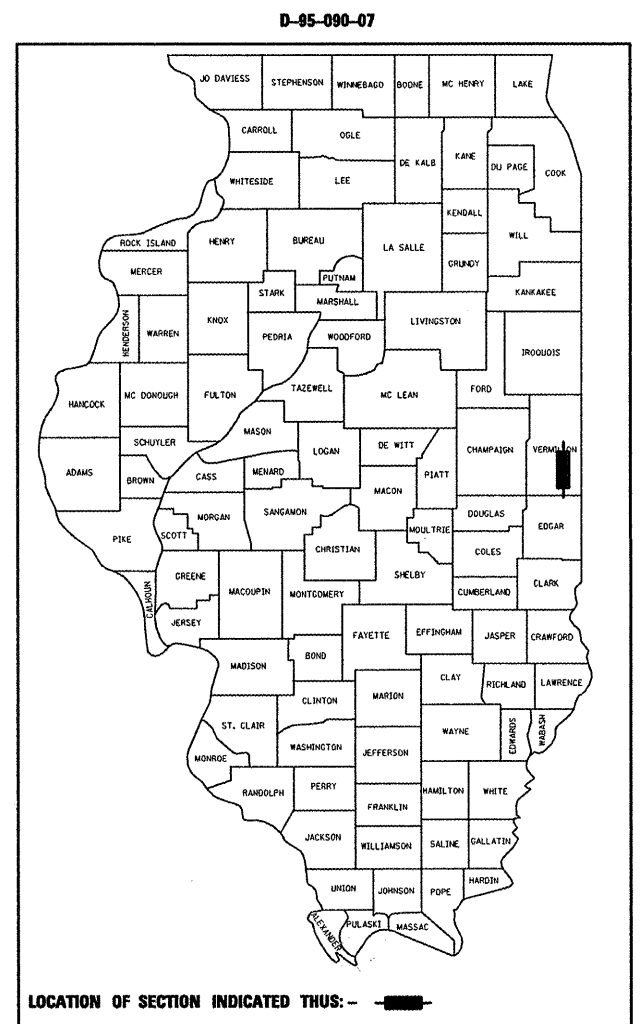 D-95-090-07
JO DAVIESS
STEPHENSON
WINNEBAGO
BOONE
MC HENRY
LAKE
CARROLL
OGLE
DE KALB
KANE
DU PAGE
COOK
WHITESIDE
LEE
KENDALL
WILL
ROCK ISLAND
HENRY
BUREAU
LA SALLE
GRUNDY
MERCER
PUTNAM
STARK
MARSHALL
KANKAKEE
HENDERSON
WARREN
KNOX
PEORIA
WOODFORD
LIVINGSTON
IROQUOIS
HANCOCK
MC DONOUGH
FULTON
TAZEWELL
MC LEAN
FORD
SCHUYLER
MASON
LOGAN
DE WITT
CHAMPAIGN
VERMILION
ADAMS
BROWN
CASS
MENARD
MACON
PIATT
PIKE
SCOTT
MORGAN
SANGAMON
CHRISTIAN
MOULTRIE
DOUGLAS
EDGAR
COLES
CALHOUN
GREENE
MACOUPIN
MONTGOMERY
SHELBY
CUMBERLAND
CLARK
JERSEY
FAYETTE
EFFINGHAM
JASPER
CRAWFORD
MADISON
BOND
CLAY
RICHLAND
LAWRENCE
CLINTON
MARION
ST. CLAIR
WASHINGTON
JEFFERSON
WAYNE
EDWARDS
WABASH
MONROE
RANDOLPH
PERRY
HAMILTON
WHITE
FRANKLIN
JACKSON
WILLIAMSON
SALINE
GALLATIN
UNION
JOHNSON
POPE
HARDIN
ALEXANDER
PULASKI
MASSAC
LOCATION OF SECTION INDICATED THUS: -